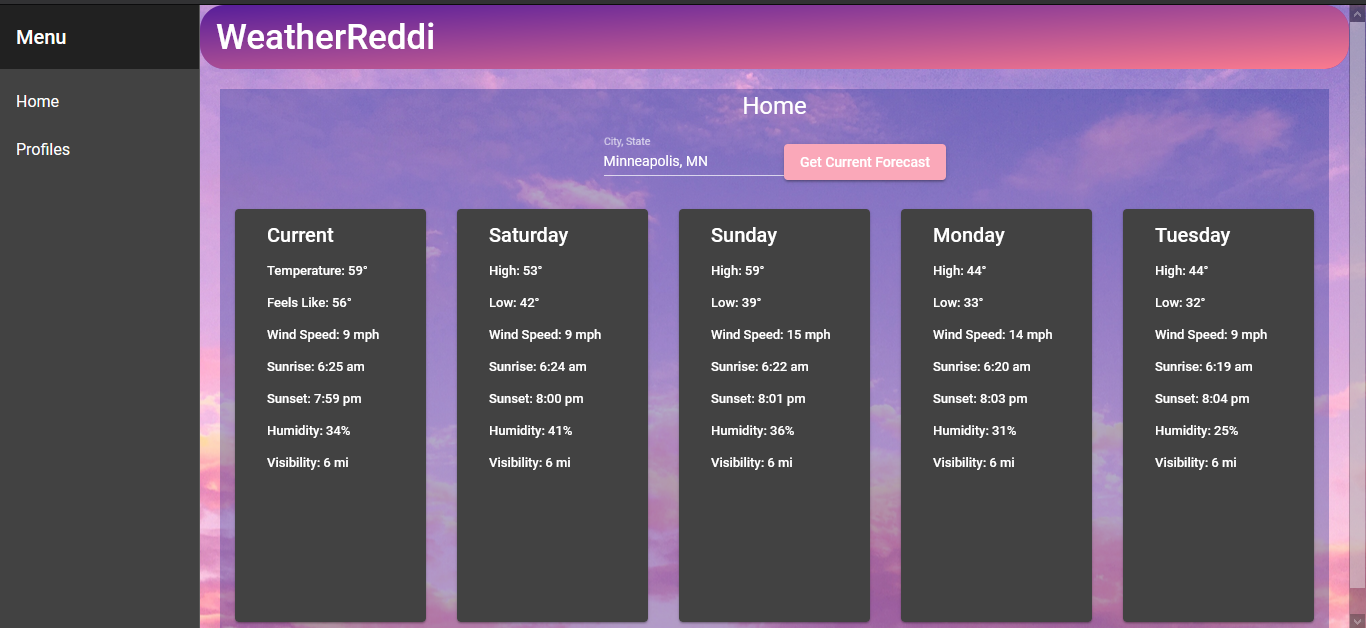 Menu
Home
Profiles
WeatherReddi
Home
City, State
Minneapolis, MN
Get Current Forecast
Current
Temperature: 59°
Feels Like: 56°
Wind Speed: 9 mph
Sunrise: 6:25 am
Sunset: 7:59 pm
Humidity: 34%
Visibility: 6 mi
Saturday
High: 53°
Low: 42°
Wind Speed: 9 mph
Sunrise: 6:24 am
Sunset: 8:00 pm
Humidity: 41%
Visibility: 6 mi
Sunday
High: 59°
Low: 39°
Wind Speed: 15 mph
Sunrise: 6:22 am
Sunset: 8:01 pm
Humidity: 36%
Visibility: 6 mi
Monday
High: 44°
Low: 33°
Wind Speed: 14 mph
Sunrise: 6:20 am
Sunset: 8:03 pm
Humidity: 31%
Visibility: 6 mi
Tuesday
High: 44°
Low: 32°
Wind Speed: 9 mph
Sunrise: 6:19 am
Sunset: 8:04 pm
Humidity: 25%
Visibility: 6 mi